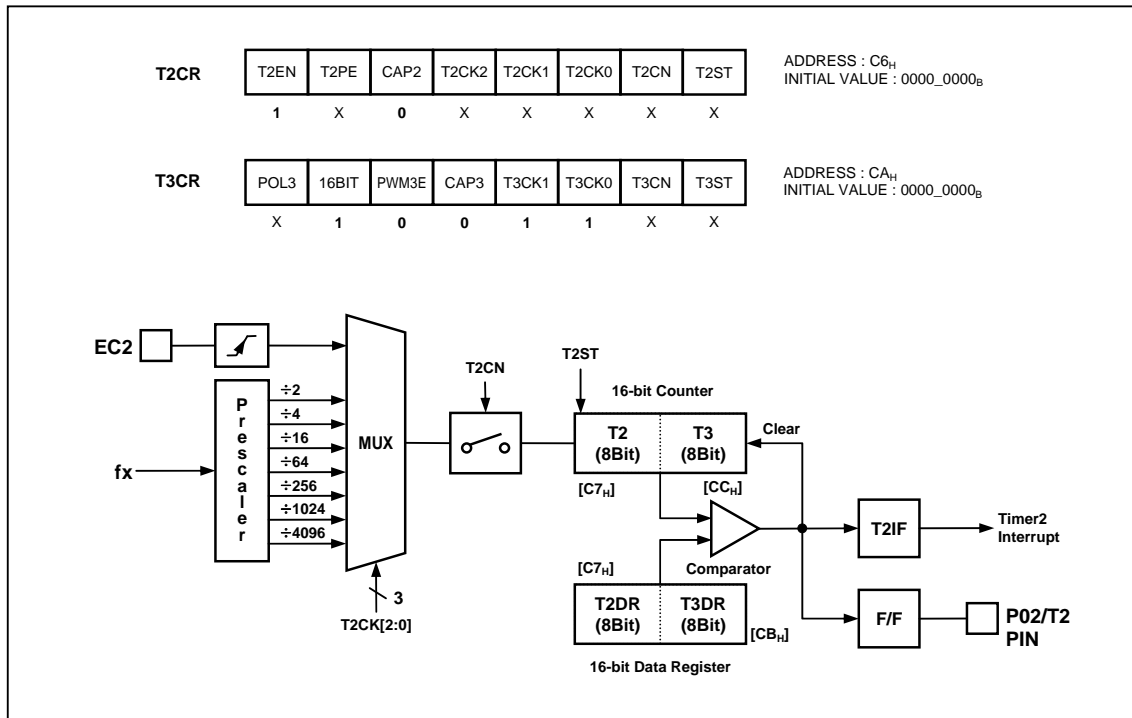 T2CR T2EN T2PE CAP2 T2CK2 T2CK1 T2CK0 T2CN T2ST
1 X 0 X X X X X
ADDRESS : C6H
INITIAL VALUE : 0000_0000B
T3CR POL3 16BIT PWM3E CAP3 T3CK1 T3CK0 T3CN T3ST
X 1 0 0 1 1 X X
ADDRESS : CAH
INITIAL VALUE : 0000_0000B
EC2
fx
Prescaler
÷2
÷4
÷16
÷64
÷256
÷1024
÷4096
MUX
3
T2CK[2:0]
T2CN
T2ST
16-bit Counter
T2
(8Bit)
T3
(8Bit)
Clear
[C7H]
[CCH]
Comparator
[C7H]
T2DR
(8Bit)
T3DR
(8Bit)
[CBH]
16-bit Data Register
T2IF
Timer2
Interrupt
F/F
P02/T2
PIN